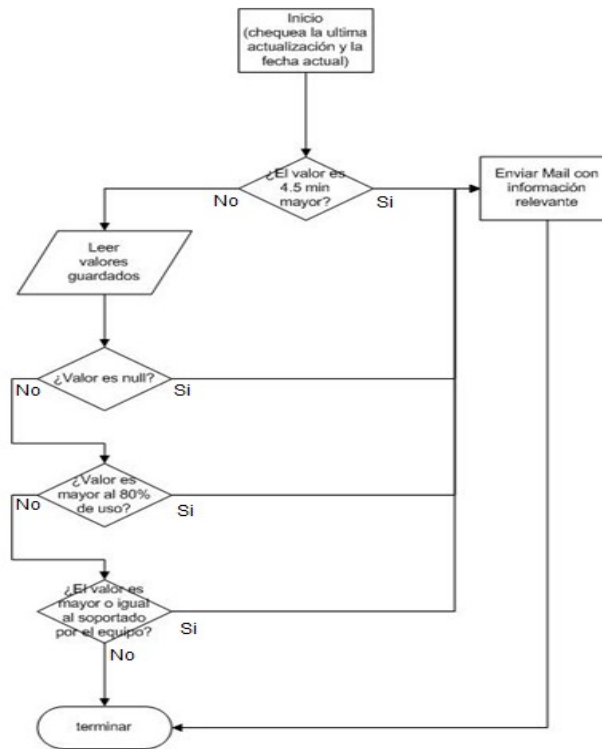 Inicio
(chequea la ultima
actualización y la
fecha actual)
¿El valor es
4.5 min
mayor?
No
Si
Enviar Mail con
información
relevante
Leer
valores
guardados
¿Valor es null?
No
Si
¿Valor es
mayor al 80%
de uso?
No
Si
¿El valor es
mayor o igual
al soportado
por el equipo?
Si
No
terminar